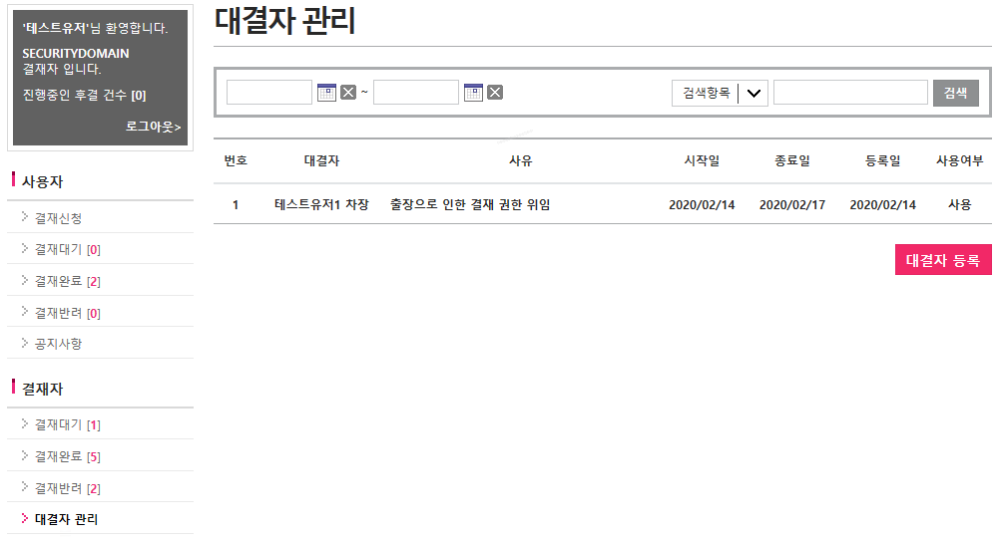 '테스트유저'님 환영합니다.
SECURITYDOMAIN
결재자 입니다.
진행중인 후결 건수 [0]
로그아웃>
사용자
결재신청
결재대기 [0]
결재완료 [2]
결재반려 [0]
공지사항
결재자
결재대기 [1]
결재완료 [5]
결재반려 [2]
대결자 관리
대결자 관리
~ 검색항목 검색
번호 대결자 사유 시작일 종료일 등록일 사용여부
1 테스트유저1 차장 출장으로 인한 결재 권한 위임 2020/02/14 2020/02/17 2020/02/14 사용
대결자 등록